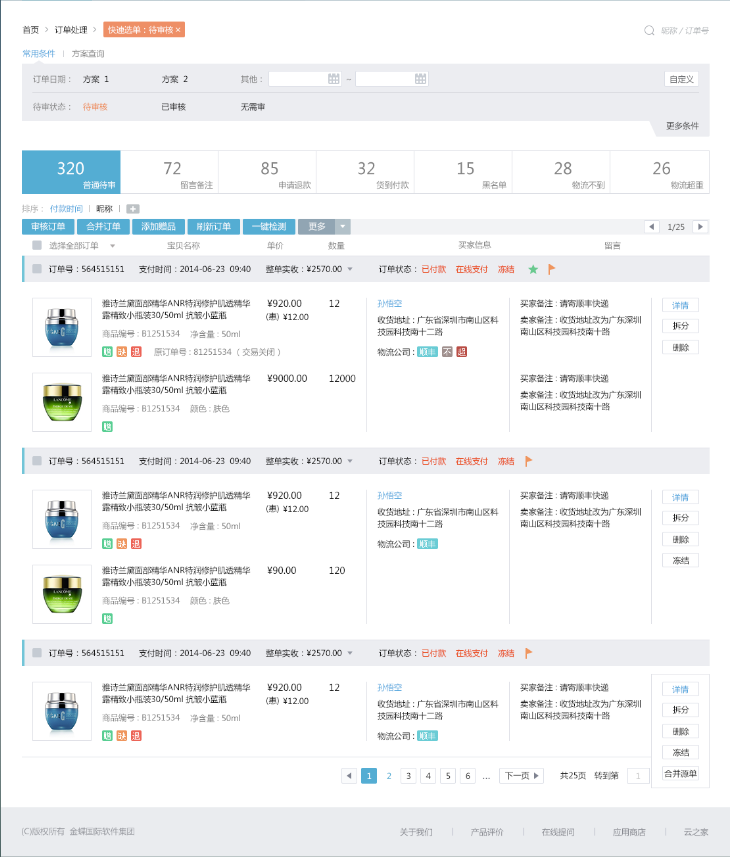 首页 > 订单处理 > 快速选单：待审核 ×
昵称 / 订单号
常用条件 | 方案查询
订单日期： 方案 1 方案 2 其他： -
自定义
待审状态： 待审核 已审核 无需审
更多条件
320 普通待审
72 留言备注
85 申请退款
32 货到付款
15 黑名单
28 物流不到
26 物流超重
排序： 付款时间 | 昵称 | +
审核订单 合并订单 添加赠品 刷新订单 一键检测 更多
1/25
选择全部订单 宝贝名称 单价 数量 买家信息 留言
订单号：564515151 支付时间：2014-06-23 09:40 整单实收：¥2570.00 订单状态： 已付款 在线支付 冻结
雅诗兰黛面部精华ANR特润修护肌透精华
露精致小瓶装30/50ml 抗皱小蓝瓶
商品编号：B1251534 净含量：50ml
退 原订单号：81251534 （ 交易关闭 ）
¥920.00
(惠) ¥12.00
12
孙悟空
收货地址：广东省深圳市南山区科
技园科技南十二路
物流公司： 顺丰 不 超
买家备注：请寄顺丰快递
卖家备注：收货地址改为广东深圳
南山区科技园科技南十路
详情
拆分
删除
雅诗兰黛面部精华ANR特润修护肌透精华
露精致小瓶装30/50ml 抗皱小蓝瓶
商品编号：B1251534 颜色：肤色
¥9000.00
12000
买家备注：请寄顺丰快递
卖家备注：收货地址改为广东深圳
南山区科技园科技南十路
订单号：564515151 支付时间：2014-06-23 09:40 整单实收：¥2570.00 订单状态： 已付款 在线支付 冻结
雅诗兰黛面部精华ANR特润修护肌透精华
露精致小瓶装30/50ml 抗皱小蓝瓶
商品编号：B1251534 净含量：50ml
退
¥920.00
(惠) ¥12.00
12
孙悟空
收货地址：广东省深圳市南山区科
技园科技南十二路
物流公司： 顺丰
买家备注：请寄顺丰快递
卖家备注：收货地址改为广东深圳
南山区科技园科技南十路
详情
拆分
删除
冻结
雅诗兰黛面部精华ANR特润修护肌透精华
露精致小瓶装30/50ml 抗皱小蓝瓶
商品编号：B1251534 颜色：肤色
¥90.00
120
订单号：564515151 支付时间：2014-06-23 09:40 整单实收：¥2570.00 订单状态： 已付款 在线支付 冻结
雅诗兰黛面部精华ANR特润修护肌透精华
露精致小瓶装30/50ml 抗皱小蓝瓶
商品编号：B1251534 净含量：50ml
退
¥920.00
(惠) ¥12.00
12
孙悟空
收货地址：广东省深圳市南山区科
技园科技南十二路
物流公司： 顺丰
买家备注：请寄顺丰快递
卖家备注：收货地址改为广东深圳
南山区科技园科技南十路
详情
拆分
删除
冻结
合并源单
1 2 3 4 5 6 ... 下一页 共25页 转到第 1
(C)版权所有 金蝶国际软件集团
关于我们 | 产品评价 | 在线提问 | 应用商店 | 云之家